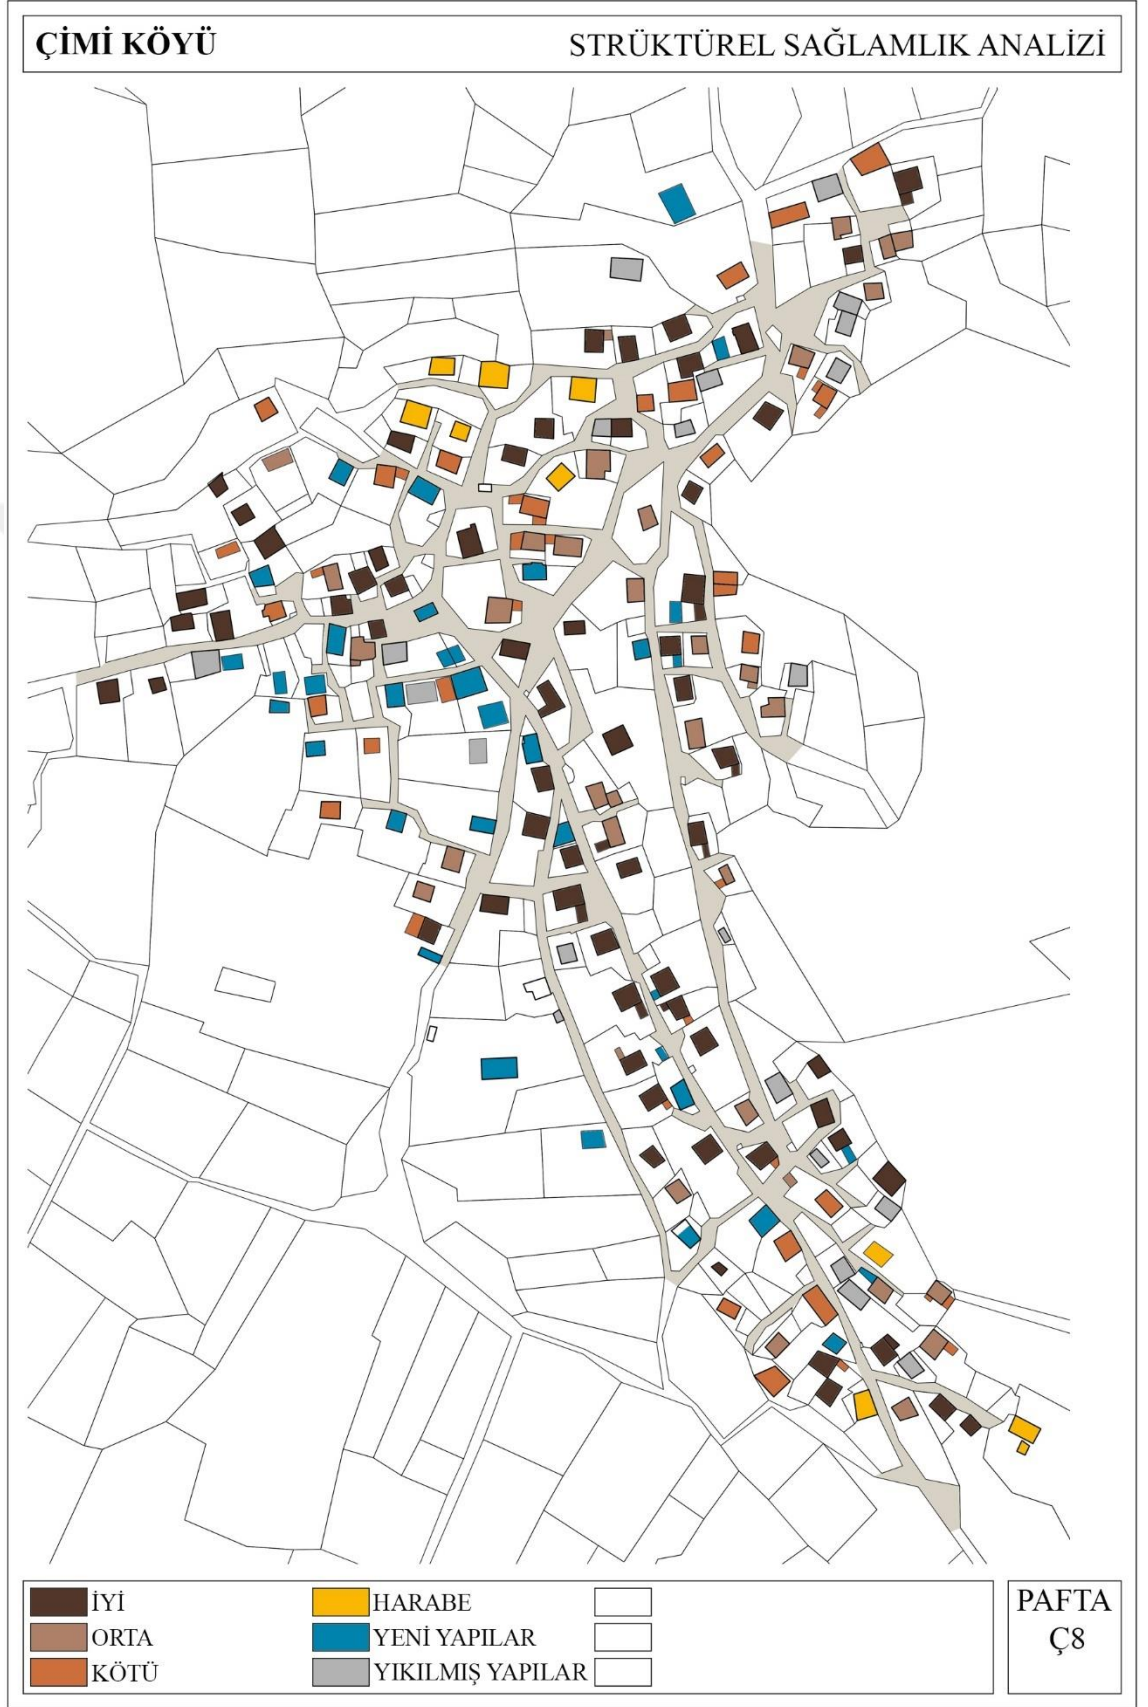 ÇİMİ KÖYÜ
STRÜKTÜREL SAĞLAMLIK ANALİZİ
İYİ
ORTA
KÖTÜ
HARABE
YENİ YAPILAR
YIKILMIŞ YAPILAR
PAFTA
Ç8